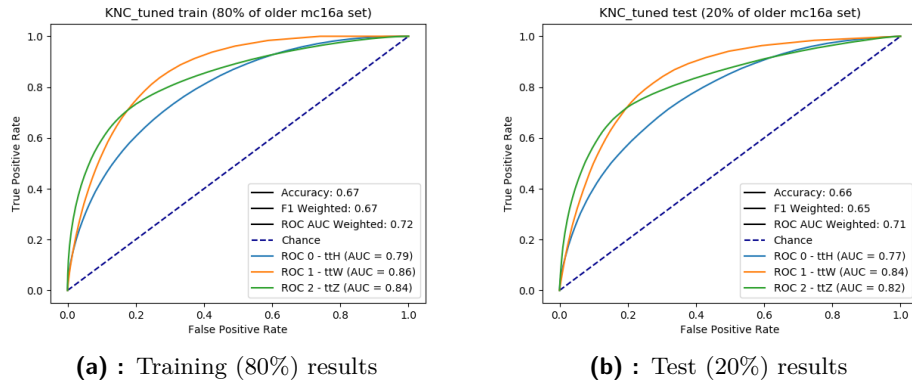 KNC_tuned train (80% of older mc16a set)
1.0
0.8
0.6
0.4
0.2
0.0
True Positive Rate
0.0 0.2 0.4 0.6 0.8 1.0
False Positive Rate
Accuracy: 0.67
F1 Weighted: 0.67
ROC AUC Weighted: 0.72
Chance
ROC 0 - ttH (AUC = 0.79)
ROC 1 - ttW (AUC = 0.86)
ROC 2 - ttZ (AUC = 0.84)
(a) : Training (80%) results
KNC_tuned test (20% of older mc16a set)
1.0
0.8
0.6
0.4
0.2
0.0
True Positive Rate
0.0 0.2 0.4 0.6 0.8 1.0
False Positive Rate
Accuracy: 0.66
F1 Weighted: 0.65
ROC AUC Weighted: 0.71
Chance
ROC 0 - ttH (AUC = 0.77)
ROC 1 - ttW (AUC = 0.84)
ROC 2 - ttZ (AUC = 0.82)
(b) : Test (20%) results